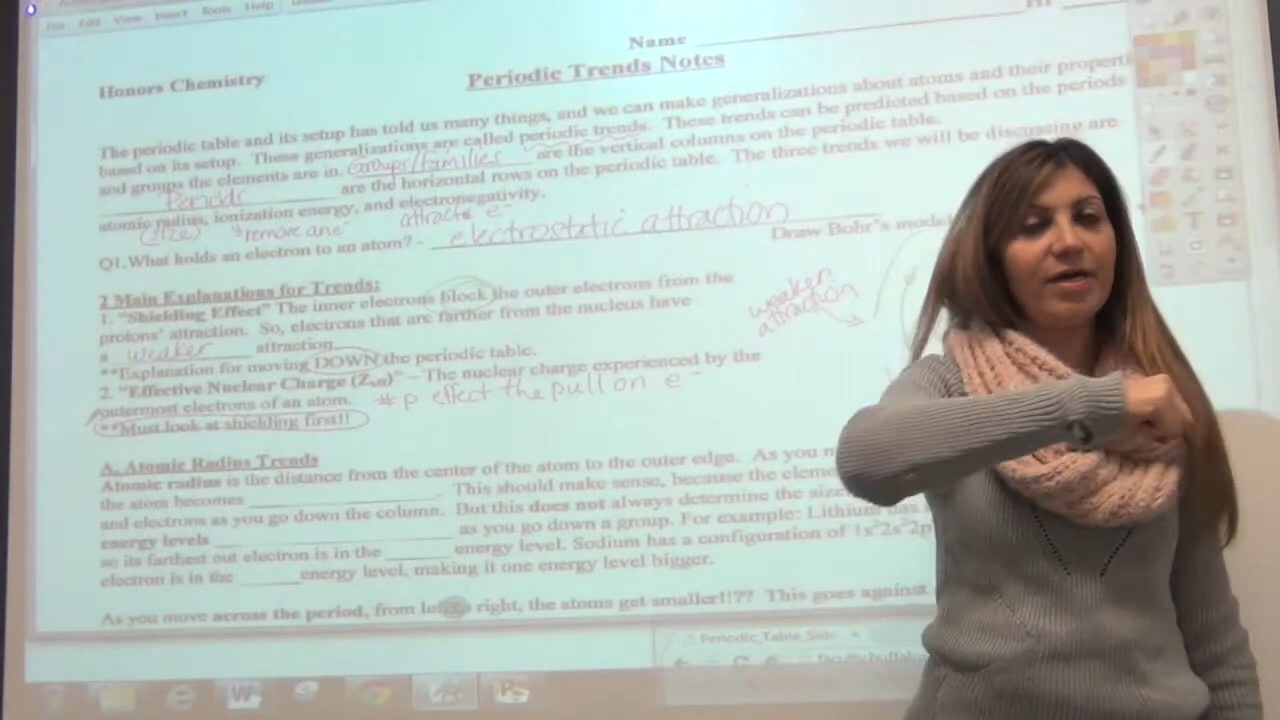 File Edit View Insert Tools Help
Name
Honors Chemistry
Periodic Trends Notes
The periodic table and its setup has told us many things, and we can make generalizations about atoms and their properti
based on its setup. These generalizations are called periodic trends. These trends can be predicted based on the periods
and groups the elements are in. Groups/families are the vertical columns on the periodic table.
Periods are the horizontal rows on the periodic table. The three trends we will be discussing are
atomic radius, ionization energy, and electronegativity.
(size) "remove an e" attracts e-
Q1.What holds an electron to an atom? - electrostatic attraction
Draw Bohr's model
2 Main Explanations for Trends:
1. "Shielding Effect" The inner electrons block the outer electrons from the
protons' attraction. So, electrons that are farther from the nucleus have
a weaker attraction.
weaker
attraction
**Explanation for moving DOWN the periodic table.
2. "Effective Nuclear Charge (Zeff)" - The nuclear charge experienced by the
outermost electrons of an atom. # p effect the pull on e-
**Must look at shielding first!!
A. Atomic Radius Trends
Atomic radius is the distance from the center of the atom to the outer edge. As you
the atom becomes . This should make sense, because the eleme
and electrons as you go down the column. But this does not always determine the size
energy levels as you go down a group. For example: Lithium has
so its farthest out electron is in the energy level. Sodium has a configuration of 1s²2s²2p
electron is in the energy level, making it one energy level bigger.
As you move across the period, from left right, the atoms get smaller!!?? This goes against
Periodic_Table_Side